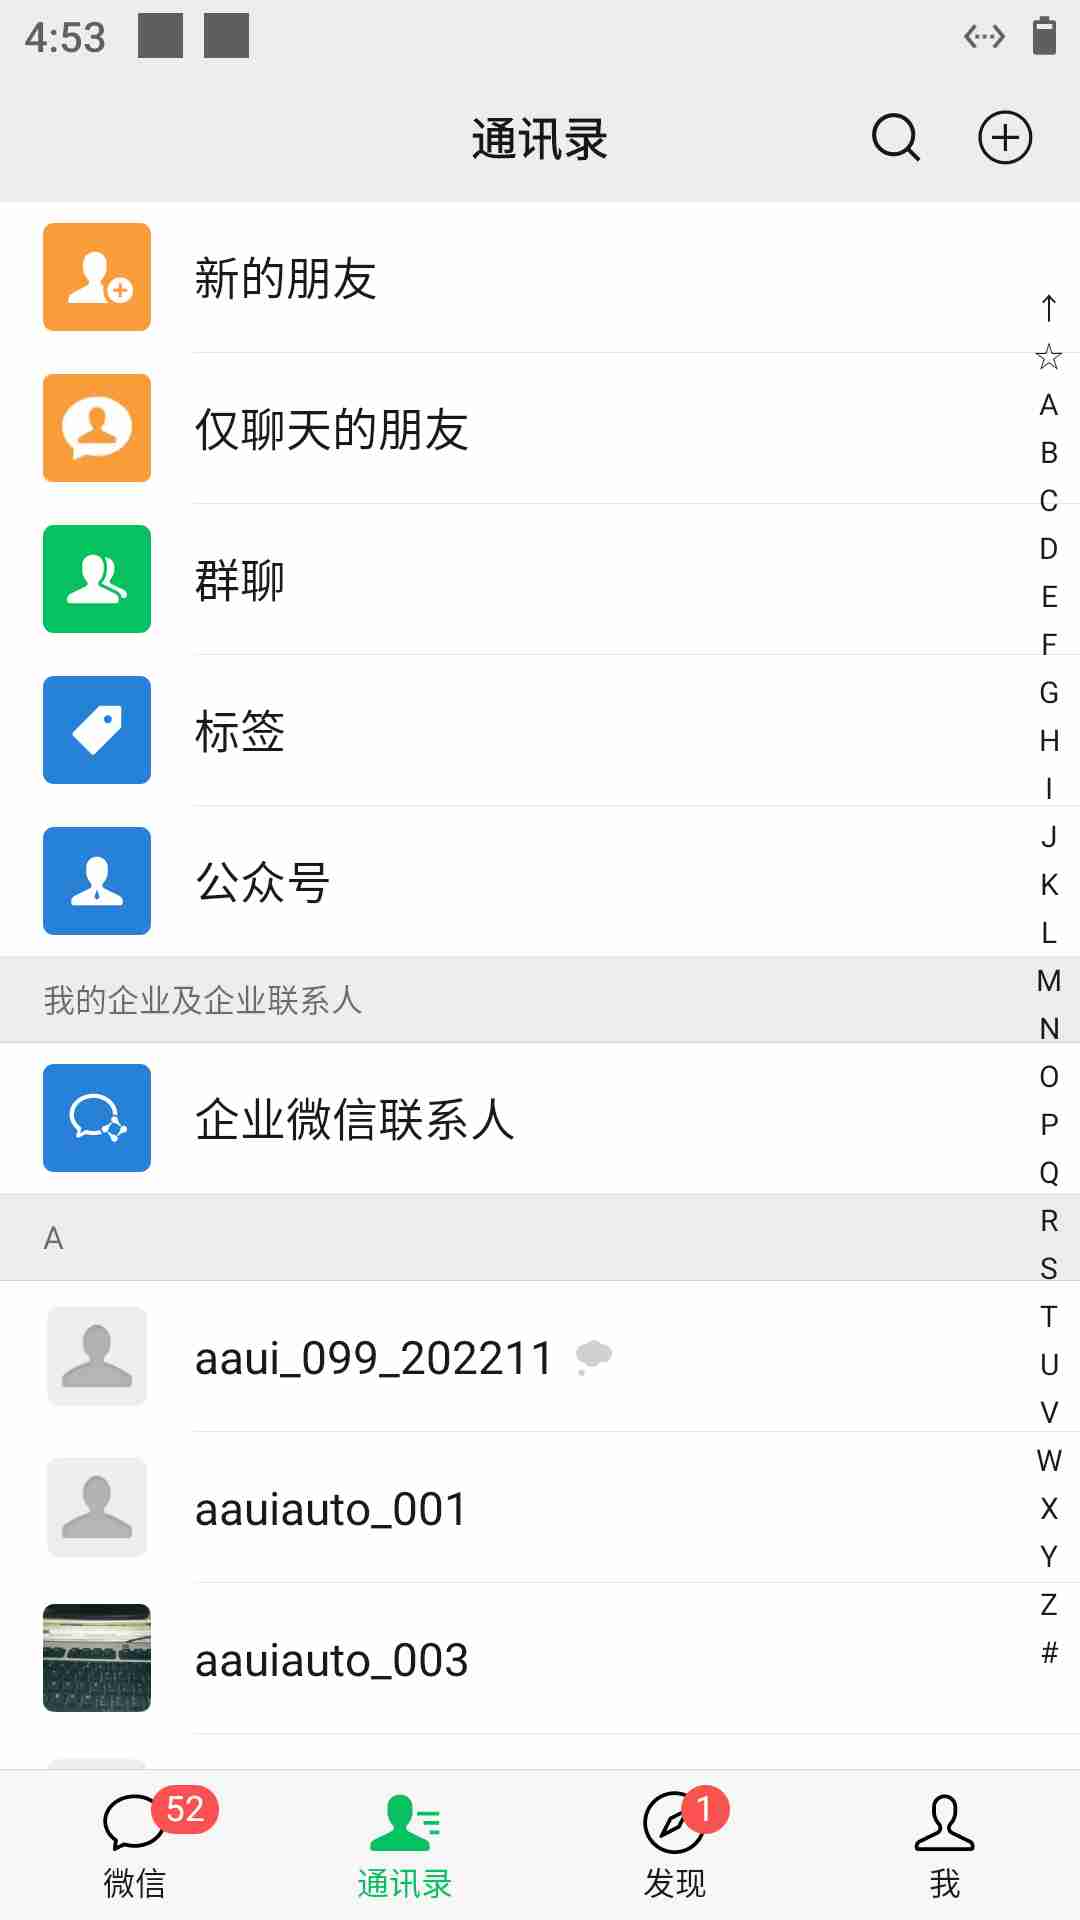 4:53
通讯录
新的朋友
仅聊天的朋友
群聊
标签
公众号
我的企业及企业联系人
企业微信联系人
A
aaui_099_202211
aauiauto_001
aauiauto_003
↑
☆
A
B
C
D
E
F
G
H
I
J
K
L
M
N
O
P
Q
R
S
T
U
V
W
X
Y
Z
#
52
1
微信
通讯录
发现
我